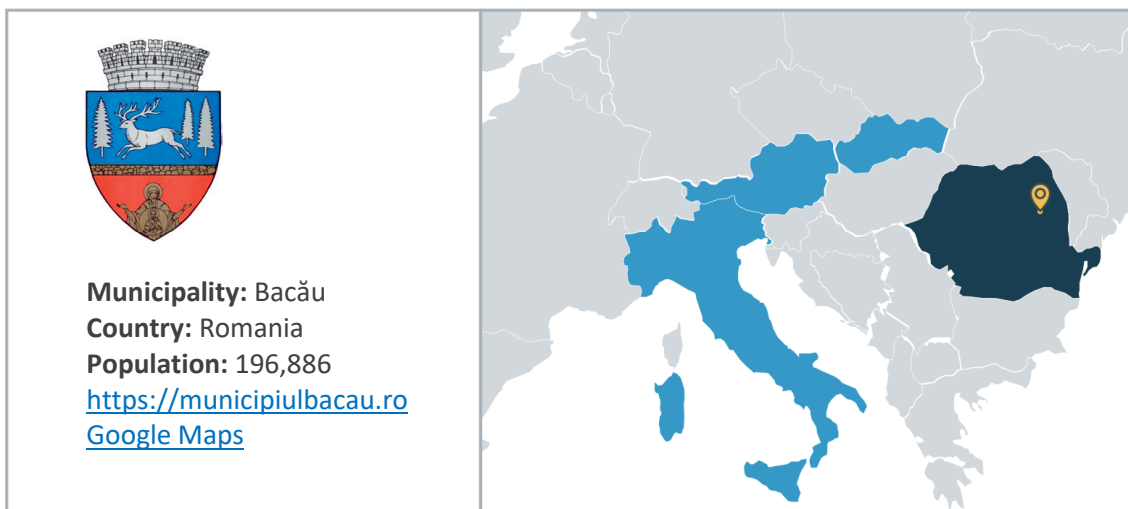 Municipality: Bacău
Country: Romania
Population: 196,886
https://municipiulbacau.ro
Google Maps